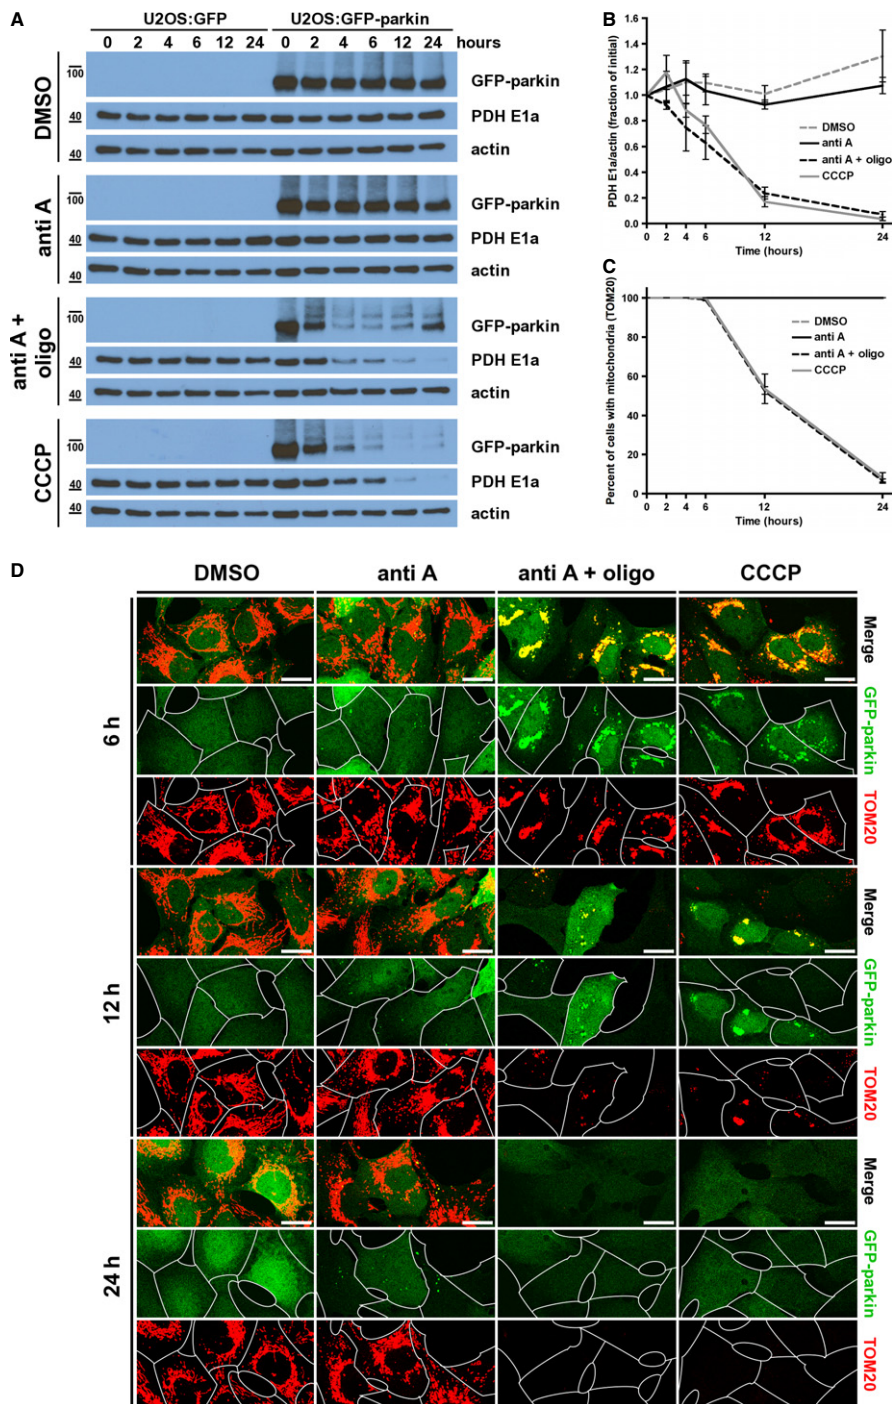 A
U2OS:GFP U2OS:GFP-parkin
0 2 4 6 12 24 0 2 4 6 12 24 hours
DMSO
100 GFP-parkin
40 PDH E1a
40 actin
anti A
100 GFP-parkin
40 PDH E1a
40 actin
anti A + oligo
100 GFP-parkin
40 PDH E1a
40 actin
CCCP
100 GFP-parkin
40 PDH E1a
40 actin
B
PDH E1a/actin (fraction of initial)
1.6
1.4
1.2
1.0
0.8
0.6
0.4
0.2
0.0
DMSO
anti A
anti A + oligo
CCCP
0 2 4 6 12 24
Time (hours)
C
Percent of cells with mitochondria (TOM20)
100
80
60
40
20
0
DMSO
anti A
anti A + oligo
CCCP
0 2 4 6 12 24
Time (hours)
D
DMSO anti A anti A + oligo CCCP
6 h
Merge
GFP-parkin
TOM20
12 h
Merge
GFP-parkin
TOM20
24 h
Merge
GFP-parkin
TOM20